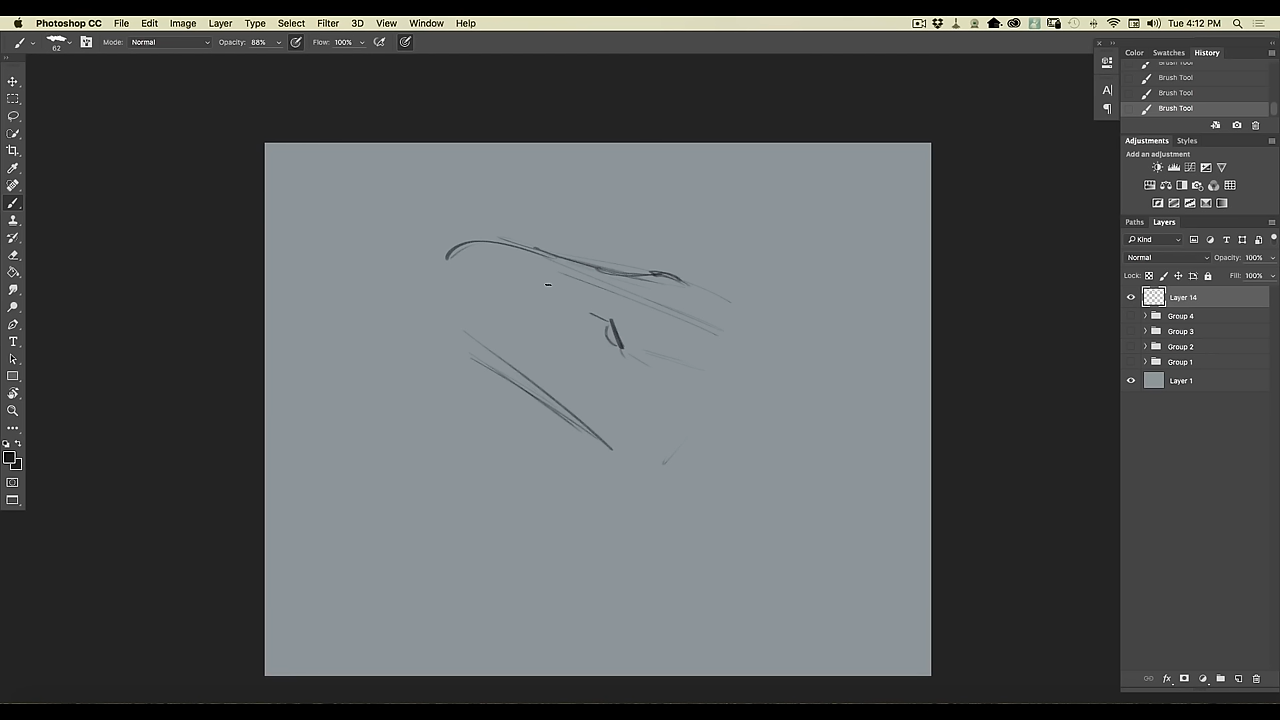 Photoshop CC File Edit Image Layer Type Select Filter 3D View Window Help Tue 4:12 PM
62 Mode: Normal Opacity: 88% Flow: 100%
Color Swatches History
Brush Tool
Brush Tool
Brush Tool
Brush Tool
Adjustments Styles
Add an adjustment
Paths Layers
Kind
Normal Opacity: 100%
Lock: Fill: 100%
Layer 14
Group 4
Group 3
Group 2
Group 1
Layer 1